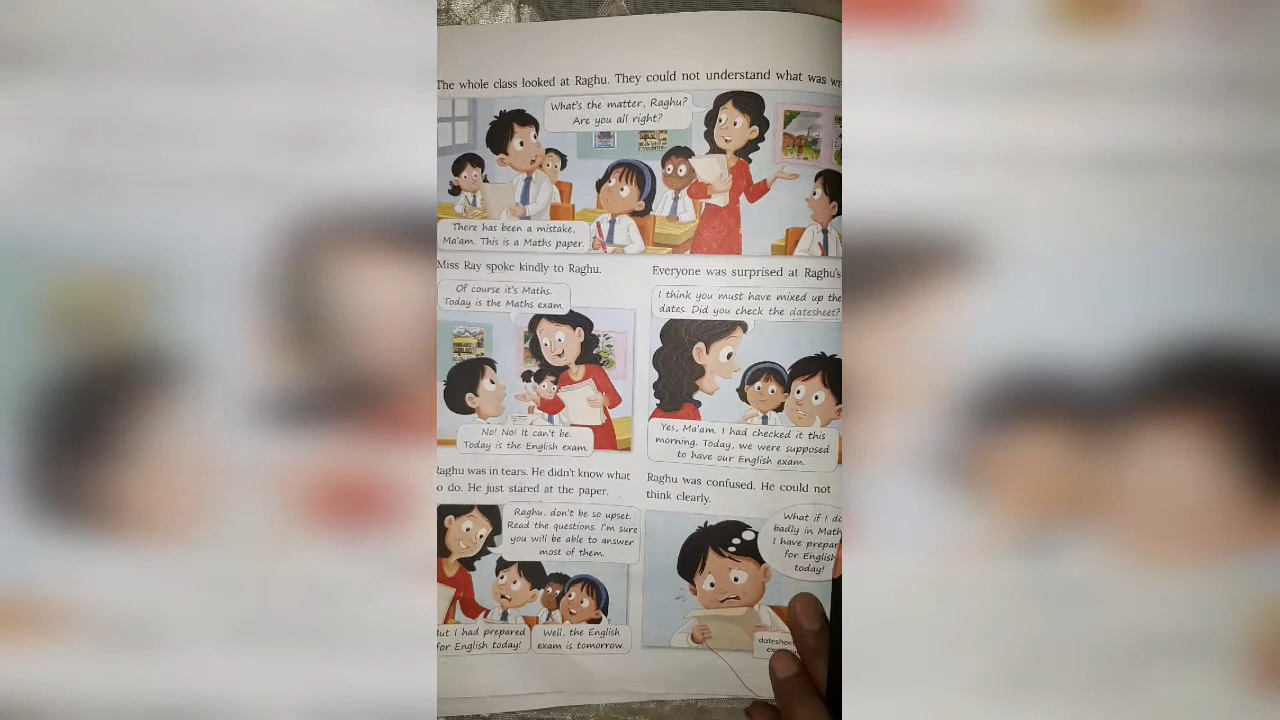 The whole class looked at Raghu. They could not understand what was
What's the matter, Raghu?
Are you all right?
There has been a mistake,
Ma'am. This is a Maths paper.
Miss Ray spoke kindly to Raghu.
Of course it's Maths.
Today is the Maths exam.
No! No! It can't be.
Today is the English exam.
Everyone was surprised at Raghu's
I think you must have mixed up the
dates. Did you check the datesheet?
Yes, Ma'am. I had checked it this
morning. Today, we were supposed
to have our English exam.
Raghu was in tears. He didn't know what
to do. He just stared at the paper.
Raghu, don't be so upset.
Read the questions. I'm sure
you will be able to answer
most of them.
But I had prepared
for English today!
Well, the English
exam is tomorrow.
Raghu was confused. He could not
think clearly.
What if I do
badly in Math
I have prepar
for English
today!